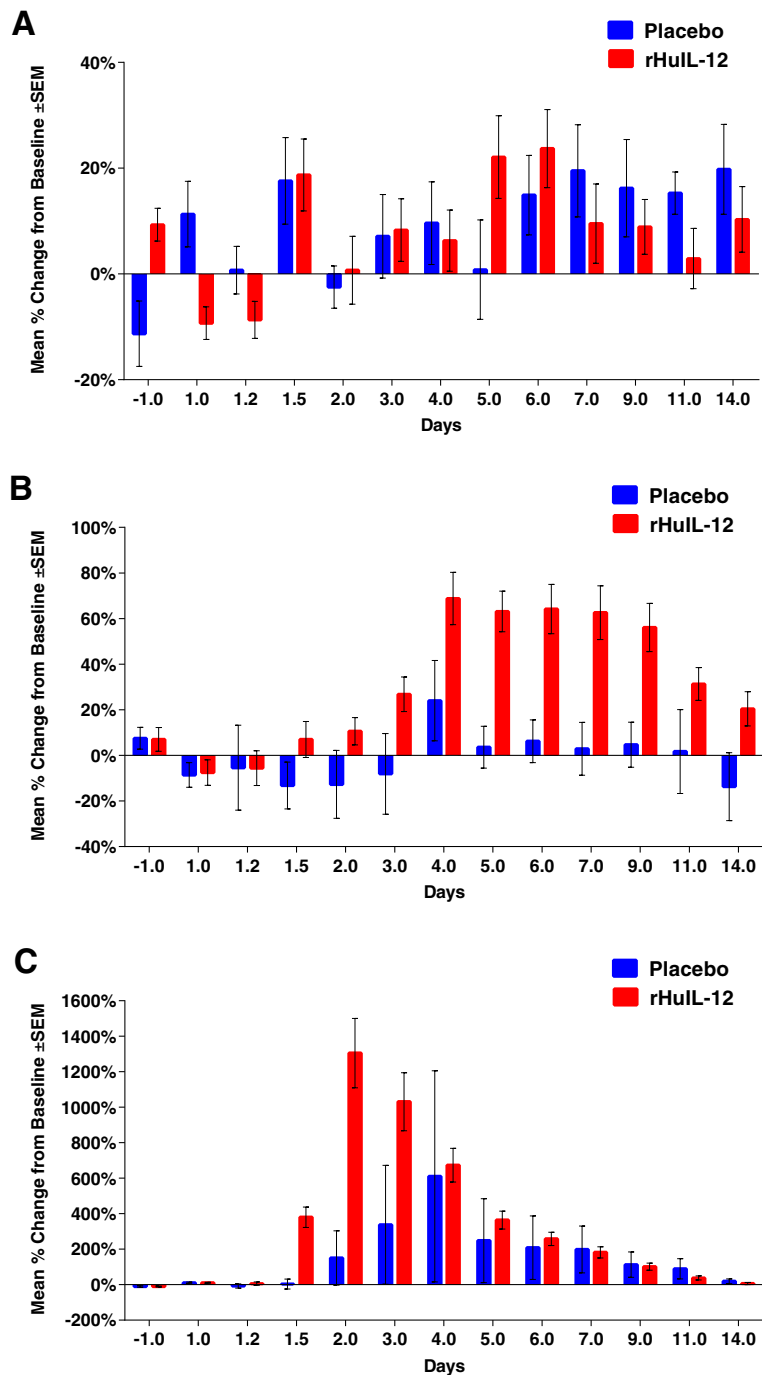 A
Placebo
rHuIL-12
Mean % Change from Baseline ±SEM
40%
20%
0%
-20%
-1.0 1.0 1.2 1.5 2.0 3.0 4.0 5.0 6.0 7.0 9.0 11.0 14.0
Days
B
Placebo
rHuIL-12
Mean % Change from Baseline ±SEM
100%
80%
60%
40%
20%
0%
-20%
-40%
-1.0 1.0 1.2 1.5 2.0 3.0 4.0 5.0 6.0 7.0 9.0 11.0 14.0
Days
C
Placebo
rHuIL-12
Mean % Change from Baseline ±SEM
1600%
1400%
1200%
1000%
800%
600%
400%
200%
0%
-200%
-1.0 1.0 1.2 1.5 2.0 3.0 4.0 5.0 6.0 7.0 9.0 11.0 14.0
Days